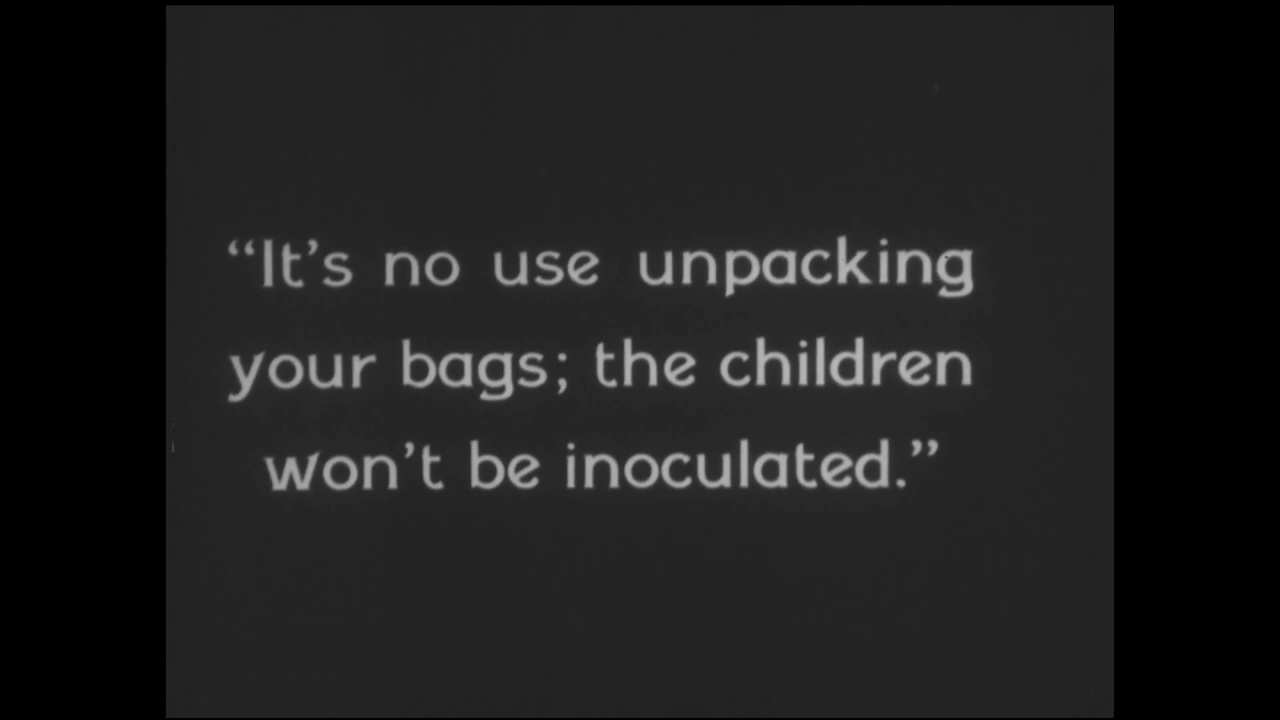 “It’s no use unpacking
your bags; the children
won’t be inoculated.”